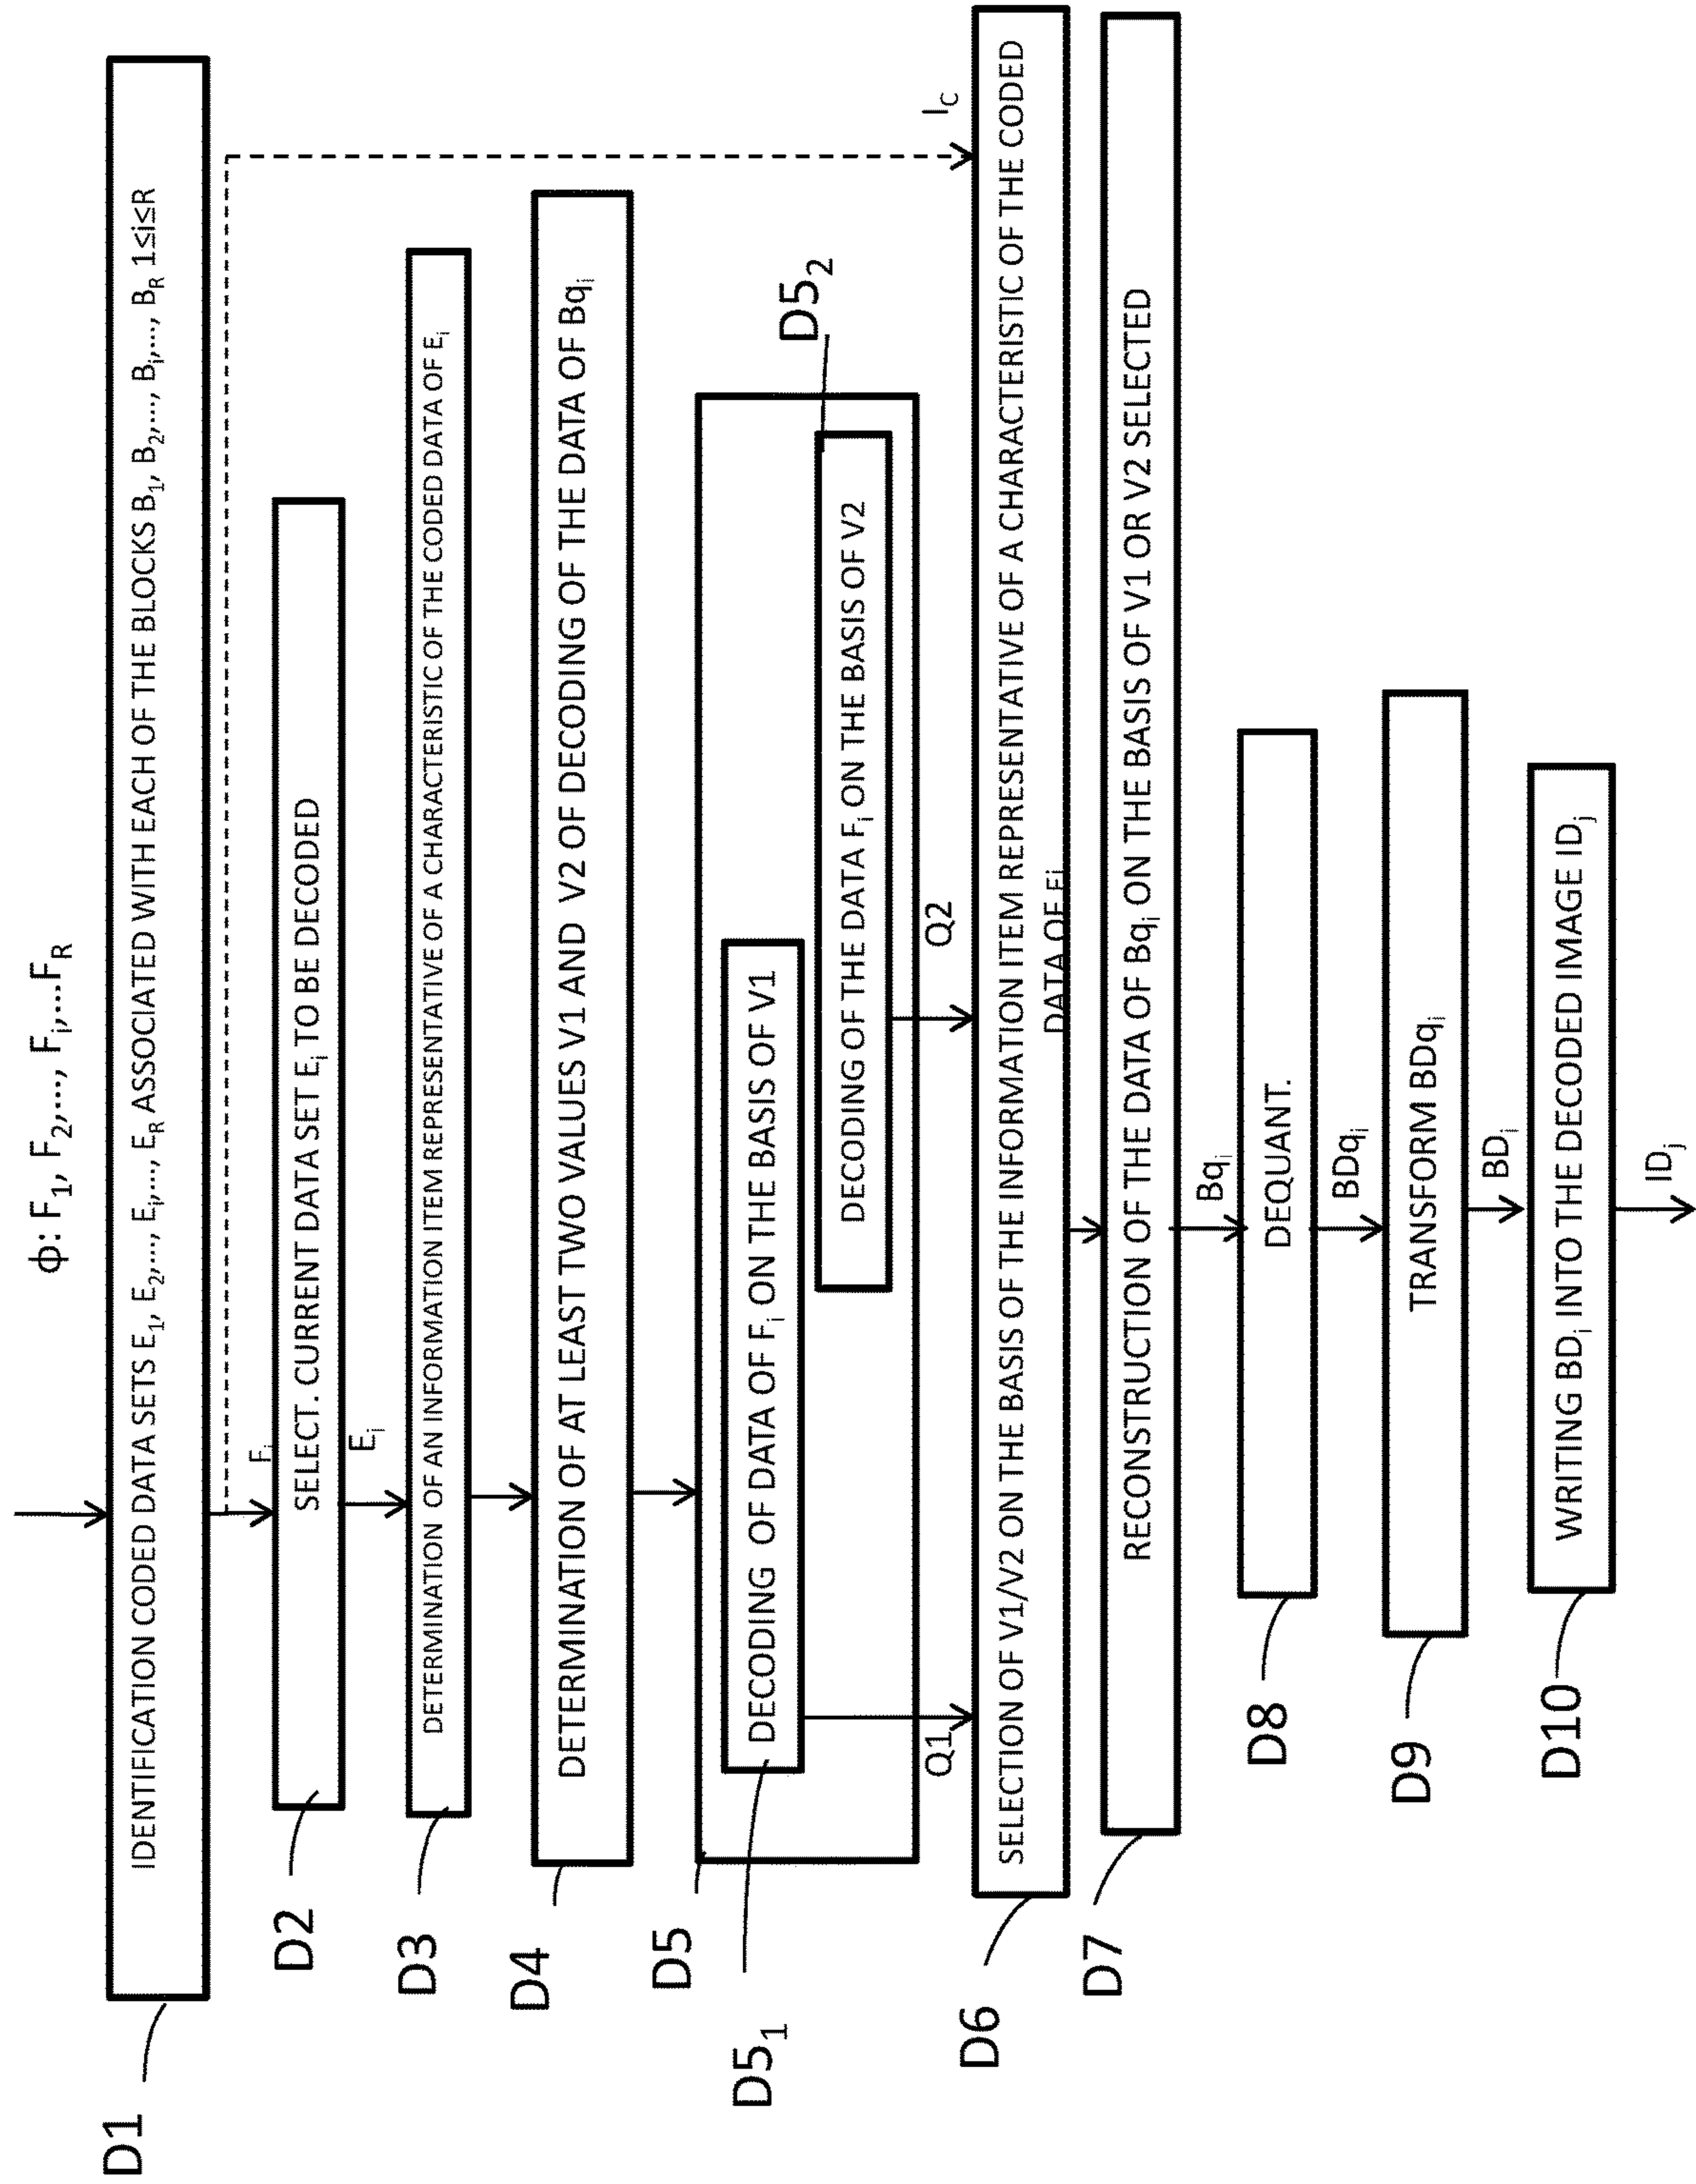 ϕ: F₁, F₂,..., Fᵢ,...F_R
D1
IDENTIFICATION CODED DATA SETS E₁, E₂,..., Eᵢ,..., E_R ASSOCIATED WITH EACH OF THE BLOCKS B₁, B₂,..., Bᵢ,..., B_R 1≤i≤R
Fᵢ
D2
SELECT. CURRENT DATA SET Eᵢ TO BE DECODED
Eᵢ
D3
DETERMINATION OF AN INFORMATION ITEM REPRESENTATIVE OF A CHARACTERISTIC OF THE CODED DATA OF Eᵢ
D4
DETERMINATION OF AT LEAST TWO VALUES V1 AND V2 OF DECODING OF THE DATA OF Bqᵢ
D5
D5₁
DECODING OF DATA OF Fᵢ ON THE BASIS OF V1
D5₂
DECODING OF THE DATA Fᵢ ON THE BASIS OF V2
Q1
Q2
I_C
D6
SELECTION OF V1/V2 ON THE BASIS OF THE INFORMATION ITEM REPRESENTATIVE OF A CHARACTERISTIC OF THE CODED
DATA OF Ei
D7
RECONSTRUCTION OF THE DATA OF Bqᵢ ON THE BASIS OF V1 OR V2 SELECTED
Bqᵢ
D8
DEQUANT.
BDqᵢ
D9
TRANSFORM BDqᵢ
BDᵢ
D10
WRITING BDᵢ INTO THE DECODED IMAGE IDⱼ
IDⱼ